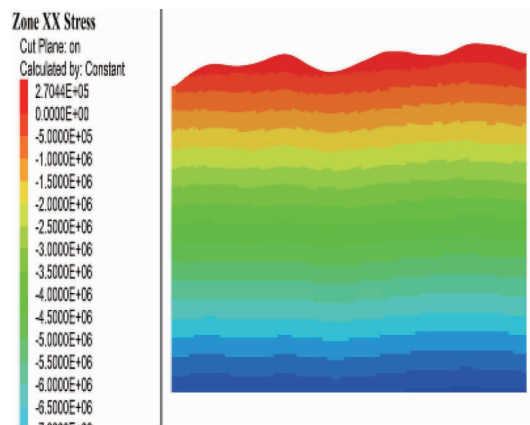 Zone XX Stress
Cut Plane: on
Calculated by: Constant
2.7044E+05
0.0000E+00
-5.0000E+05
-1.0000E+06
-1.5000E+06
-2.0000E+06
-2.5000E+06
-3.0000E+06
-3.5000E+06
-4.0000E+06
-4.5000E+06
-5.0000E+06
-5.5000E+06
-6.0000E+06
-6.5000E+06